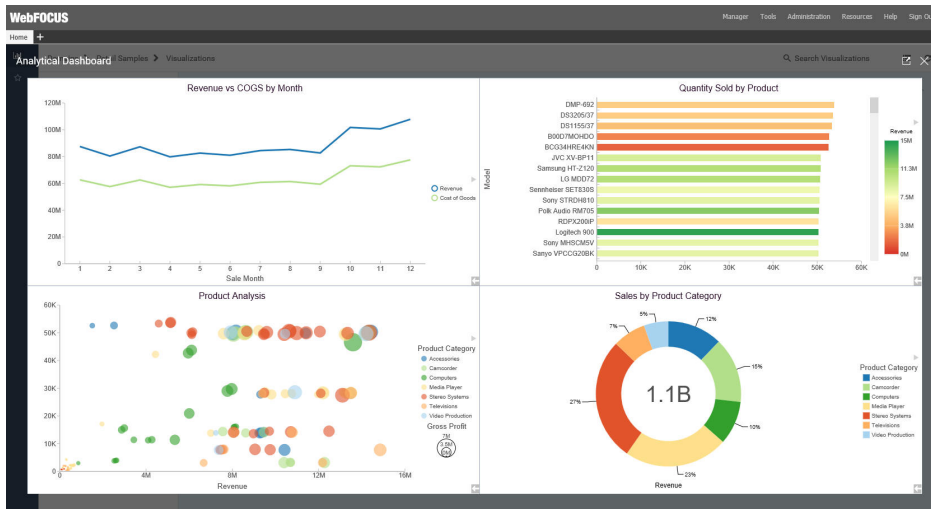 WebFOCUS
Manager Tools Administration Resources Help Sign Ou
Home +
Analytical Dashboard Samples Visualizations Search Visualizations
Revenue vs COGS by Month
120M
100M
80M
60M
40M
20M
0
1 2 3 4 5 6 7 8 9 10 11 12
Sale Month
Revenue
Cost of Goods
Quantity Sold by Product
Model
DMP-692
DS3205/37
DS1155/37
B00D7MOHDO
BCG34HRE4KN
JVC XV-BP11
Samsung HT-Z120
LG MDD72
Sennheiser SET830S
Sony STRDH810
Polk Audio RM705
RDPX200iP
Logitech 900
Sony MHSCM5V
Sanyo VPCCG20BK
0 10K 20K 30K 40K 50K 60K
Revenue
15M
11.3M
7.5M
3.8M
0M
Product Analysis
60K
50K
40K
30K
20K
10K
0
0 4M 8M 12M 16M
Revenue
Product Category
Accessories
Camcorder
Computers
Media Player
Stereo Systems
Televisions
Video Production
Gross Profit
7M
3.5M
0M
Sales by Product Category
5%
12%
7%
15%
27%
1.1B
10%
23%
Revenue
Product Category
Accessories
Camcorder
Computers
Media Player
Stereo Systems
Televisions
Video Production